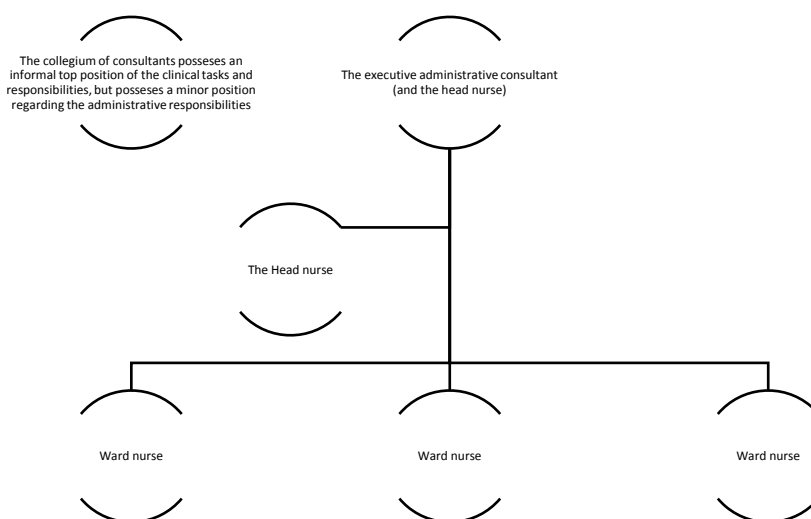 The collegium of consultants posseses an
informal top position of the clinical tasks and
responsibilities, but posseses a minor position
regarding the administrative responsibilities
The executive administrative consultant
(and the head nurse)
The Head nurse
Ward nurse
Ward nurse
Ward nurse